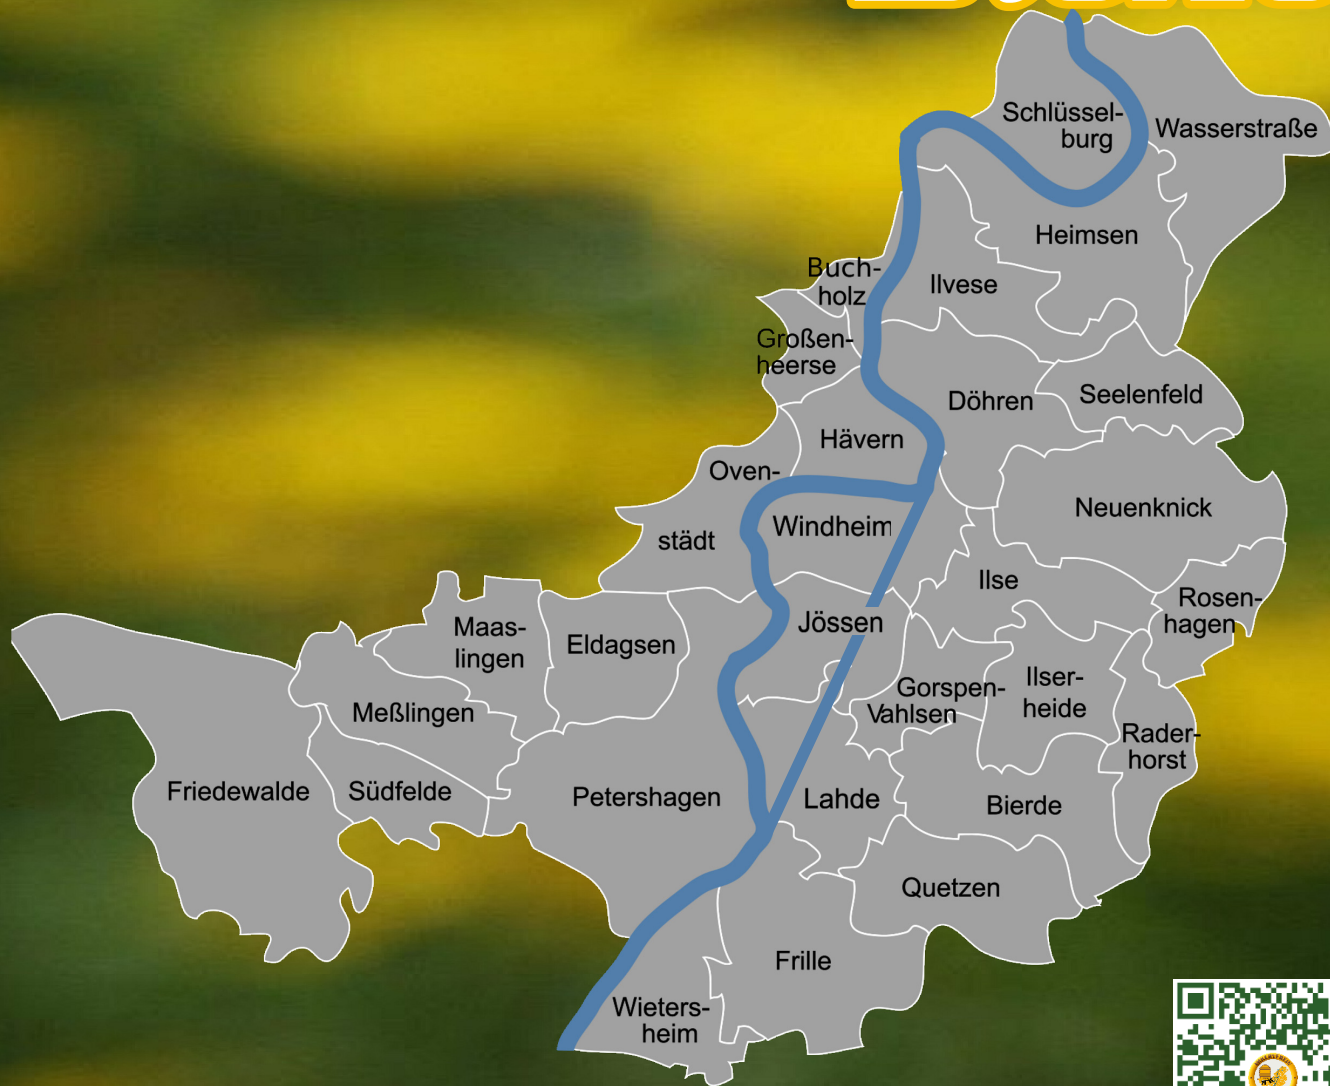 Schlüssel-
burg
Wasserstraße
Heimsen
Buch-
holz
Ilvese
Großen-
heerse
Döhren
Seelenfeld
Hävern
Oven-
städt
Windheim
Neuenknick
Ilse
Rosen-
hagen
Maas-
lingen
Eldagsen
Jössen
Gorspen-
Vahlsen
Ilser-
heide
Meßlingen
Rader-
horst
Friedewalde
Südfelde
Petershagen
Lahde
Bierde
Quetzen
Frille
Wieters-
heim